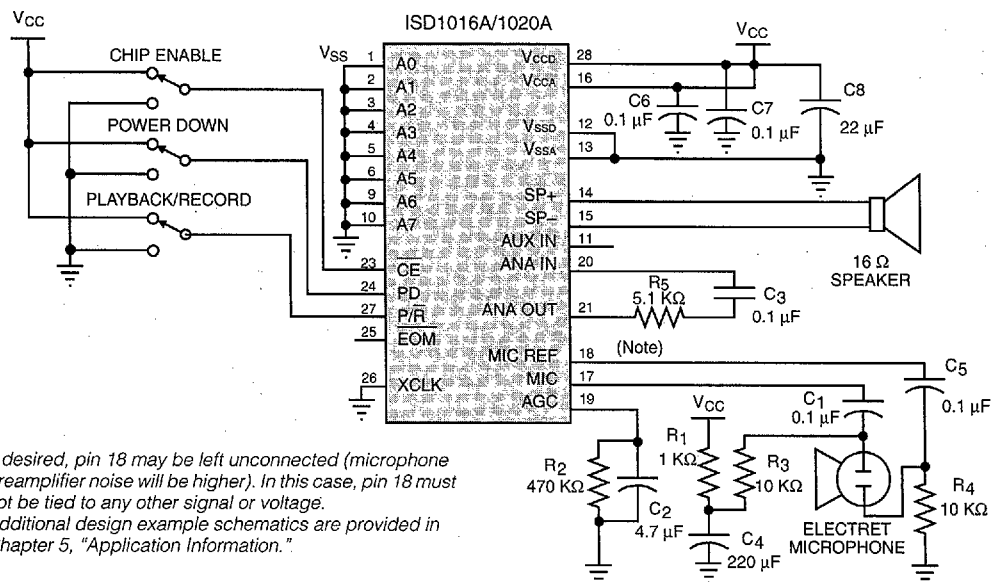 ISD1016A/1020A
VCC
CHIP ENABLE
POWER DOWN
PLAYBACK/RECORD
VSS
1 A0
2 A1
3 A2
4 A3
5 A4
6 A5
9 A6
10 A7
23 CE
24 PD
27 P/R
25 EOM
26 XCLK
VCCD 28
VCCA 16
VSSD 12
VSSA 13
SP+ 14
SP– 15
AUX IN 11
ANA IN 20
ANA OUT 21
MIC REF 18
MIC 17
AGC 19
VCC
C6
0.1 µF
C7
0.1 µF
C8
22 µF
16 Ω
SPEAKER
R5
5.1 KΩ
C3
0.1 µF
(Note)
C5
0.1 µF
C1
0.1 µF
VCC
R1
1 KΩ
R3
10 KΩ
R2
470 KΩ
C2
4.7 µF
C4
220 µF
R4
10 KΩ
ELECTRET
MICROPHONE
desired, pin 18 may be left unconnected (microphone
reamplifier noise will be higher). In this case, pin 18 must
ot be tied to any other signal or voltage.
dditional design example schematics are provided in
hapter 5, "Application Information."